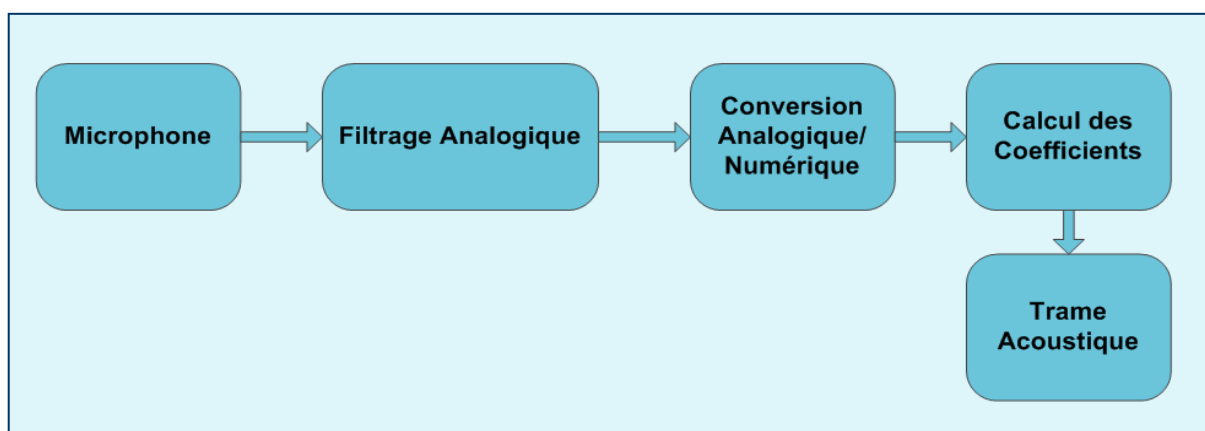 Microphone
Filtrage Analogique
Conversion
Analogique/
Numérique
Calcul des
Coefficients
Trame
Acoustique